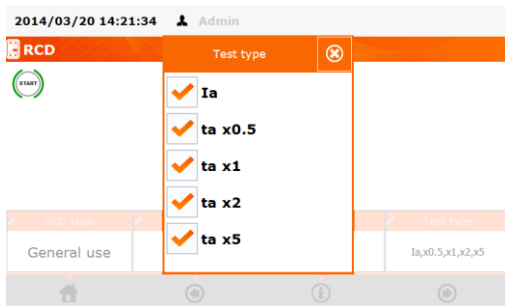 2014/03/20 14:21:34 Admin
RCD Test type
START
Ia
ta x0.5
ta x1
ta x2
ta x5
RCD type Test type
General use Ia,x0.5,x1,x2,x5